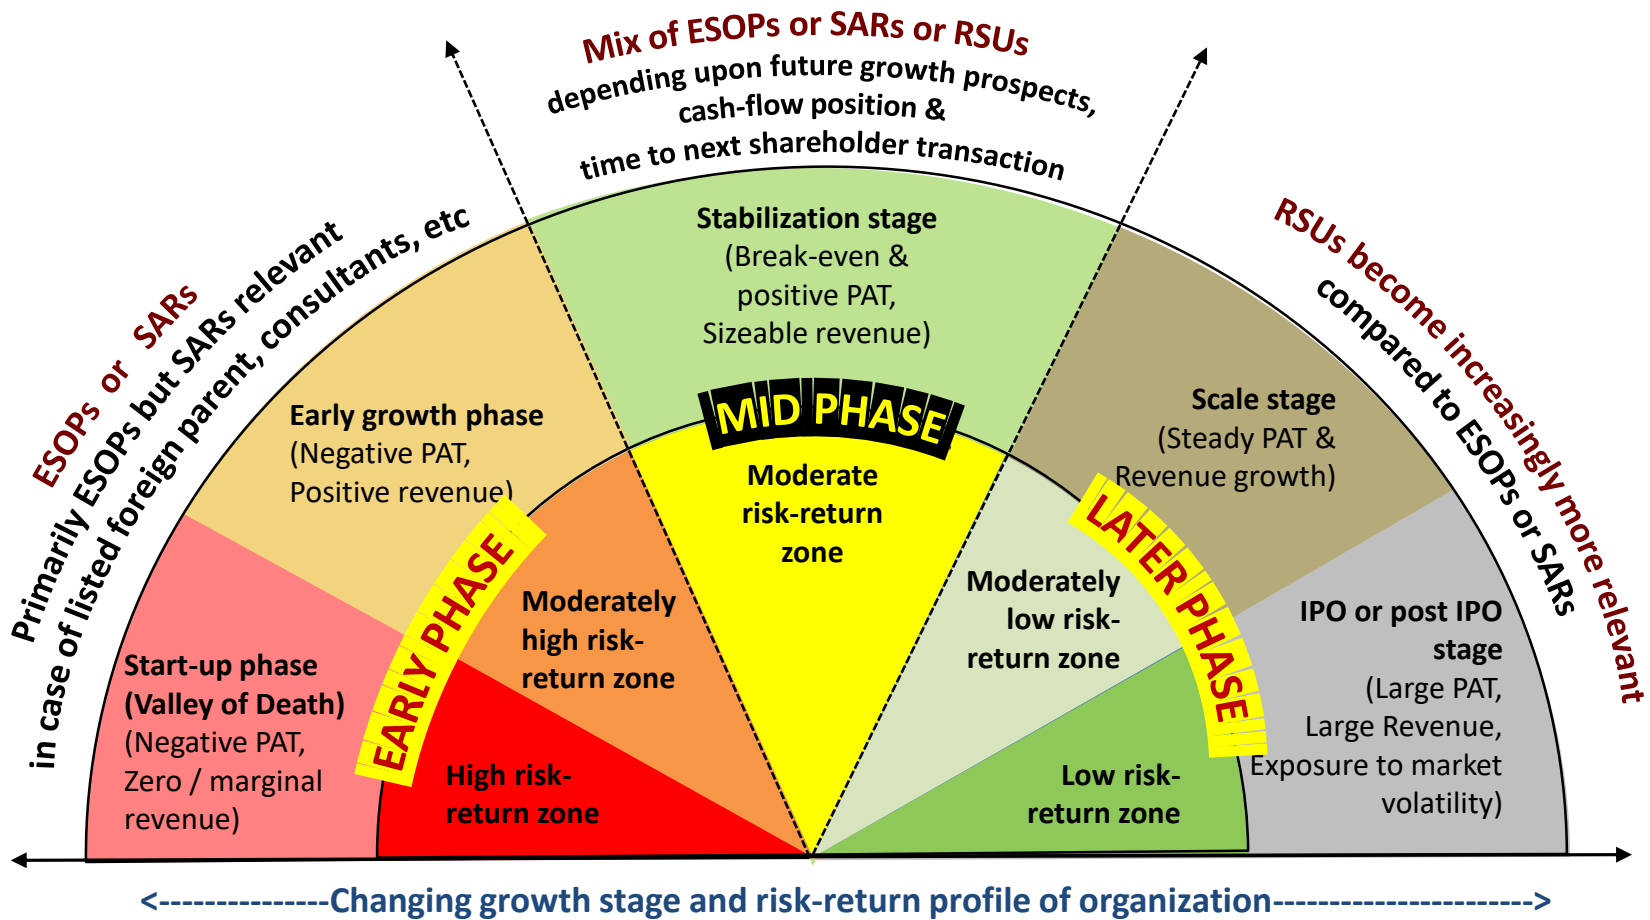 Mix of ESOPs or SARs or RSUs
depending upon future growth prospects,
cash-flow position &
time to next shareholder transaction
ESOPs or SARs
Primarily ESOPs but SARs relevant
in case of listed foreign parent, consultants, etc
RSUs become increasingly more relevant
compared to ESOPs or SARs
Stabilization stage
(Break-even &
positive PAT,
Sizeable revenue)
Early growth phase
(Negative PAT,
Positive revenue)
Scale stage
(Steady PAT &
Revenue growth)
Start-up phase
(Valley of Death)
(Negative PAT,
Zero / marginal
revenue)
IPO or post IPO
stage
(Large PAT,
Large Revenue,
Exposure to market
volatility)
EARLY PHASE
MID PHASE
LATER PHASE
High risk-
return zone
Moderately
high risk-
return zone
Moderate
risk-return
zone
Moderately
low risk-
return zone
Low risk-
return zone
<---------------Changing growth stage and risk-return profile of organization----------------------->